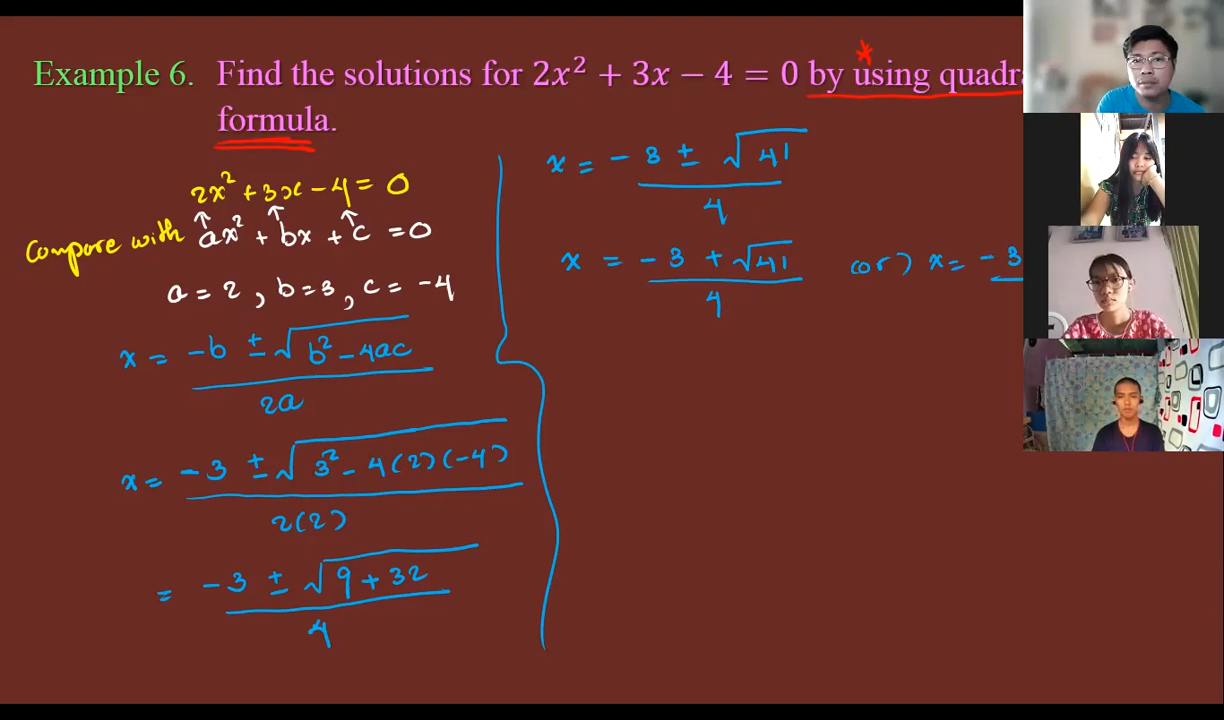 Example 6. Find the solutions for 2x² + 3x − 4 = 0 by using quadr
formula.
2x² + 3x − 4 = 0
Compare with ax² + bx + c = 0
a = 2, b = 3, c = −4
x = (−b ± √(b² − 4ac)) / 2a
x = (−3 ± √(3² − 4(2)(−4))) / 2(2)
= (−3 ± √(9 + 32)) / 4
x = (−3 ± √41) / 4
x = (−3 + √41) / 4 (or) x = −3